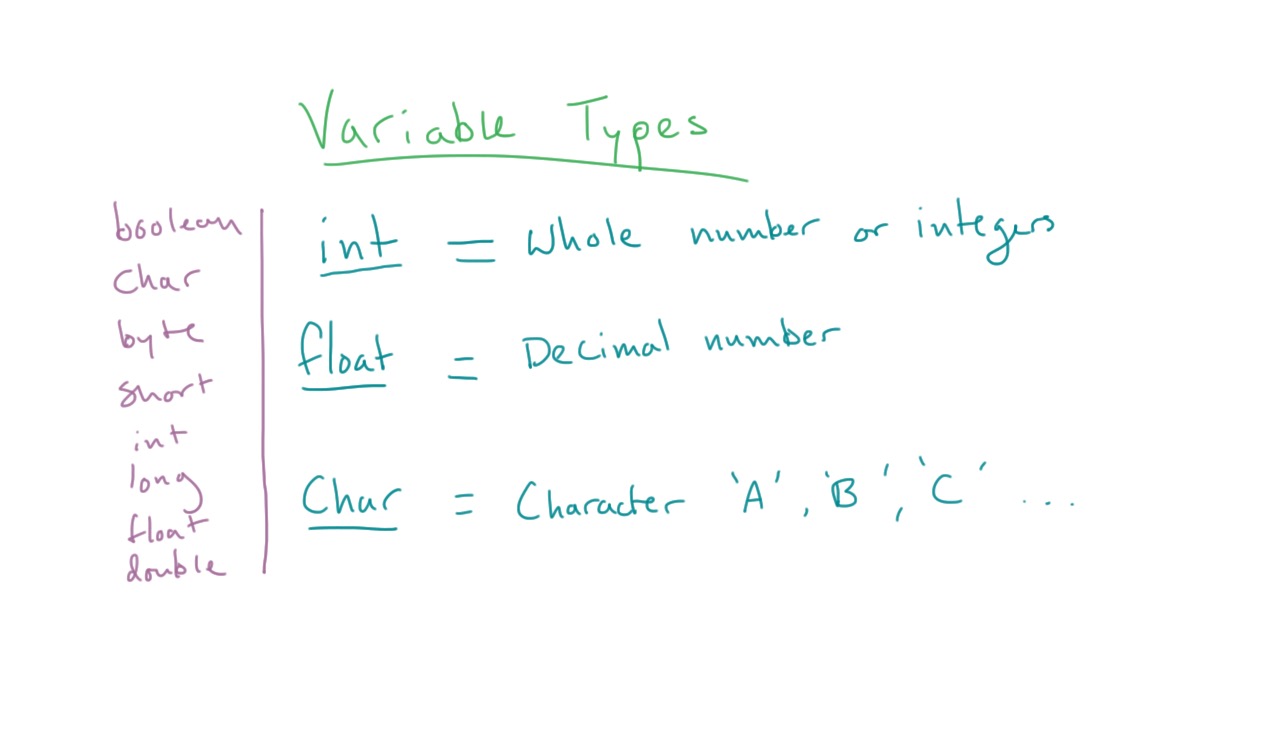 Variable Types
boolean
Char
byte
short
int
long
float
double
int = Whole number or integers
float = Decimal number
Char = Character 'A', 'B', 'C' ...